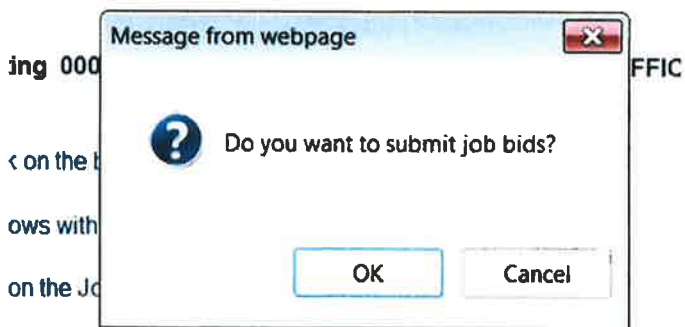 Message from webpage
ing 000 FFIC
Do you want to submit job bids?
on the
ows with
OK Cancel
on the Jo